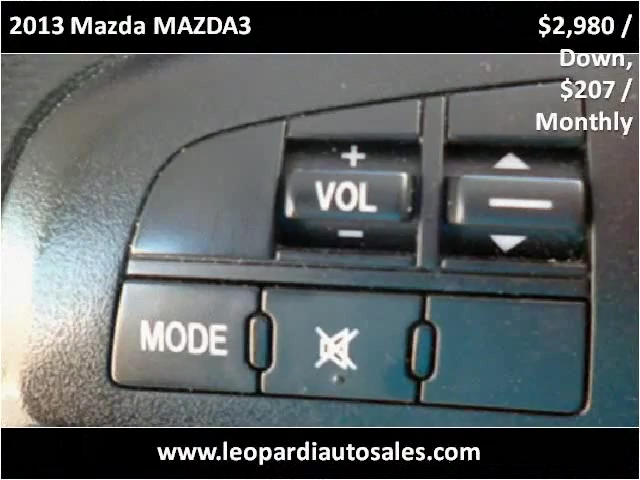 2013 Mazda MAZDA3
$2,980 /
Down,
$207 /
Monthly
+
VOL
-
MODE
www.leopardiautosales.com